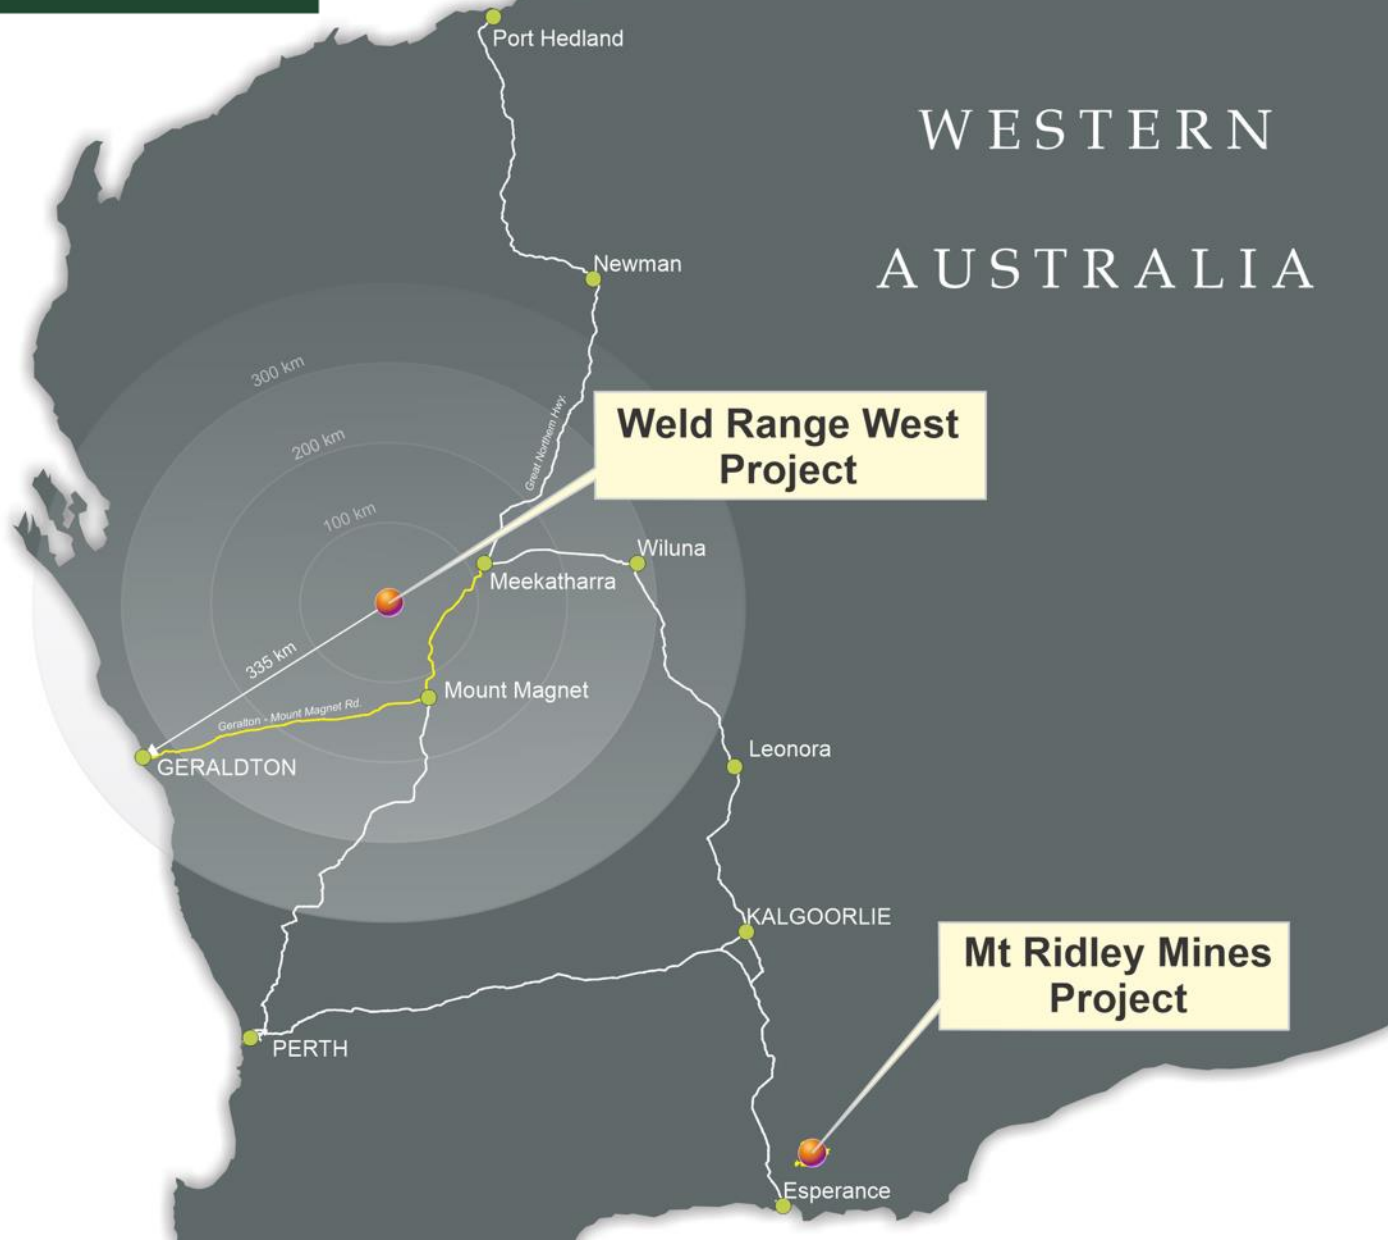 Port Hedland
WESTERN
AUSTRALIA
Newman
300 km
200 km
100 km
Great Northern Hwy.
Weld Range West
Project
Wiluna
Meekatharra
335 km
Mount Magnet
Geralton - Mount Magnet Rd.
GERALDTON
Leonora
KALGOORLIE
Mt Ridley Mines
Project
PERTH
Esperance